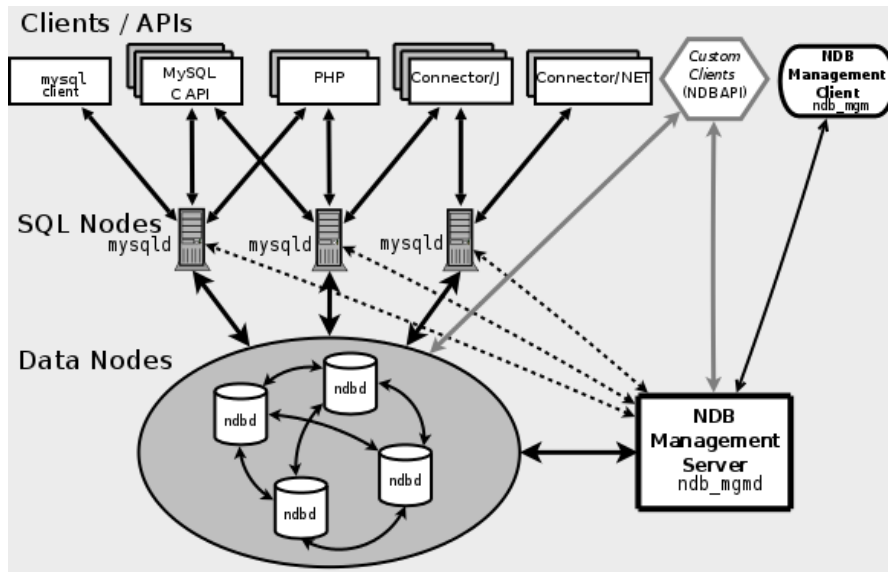 Clients / APIs
mysql
client
MySQL
C API
PHP
Connector/J
Connector/NET
Custom
Clients
(NDBAPI)
NDB
Management
Client
ndb_mgm
SQL Nodes
mysqld
mysqld
mysqld
Data Nodes
ndbd
ndbd
ndbd
ndbd
NDB
Management
Server
ndb_mgmd